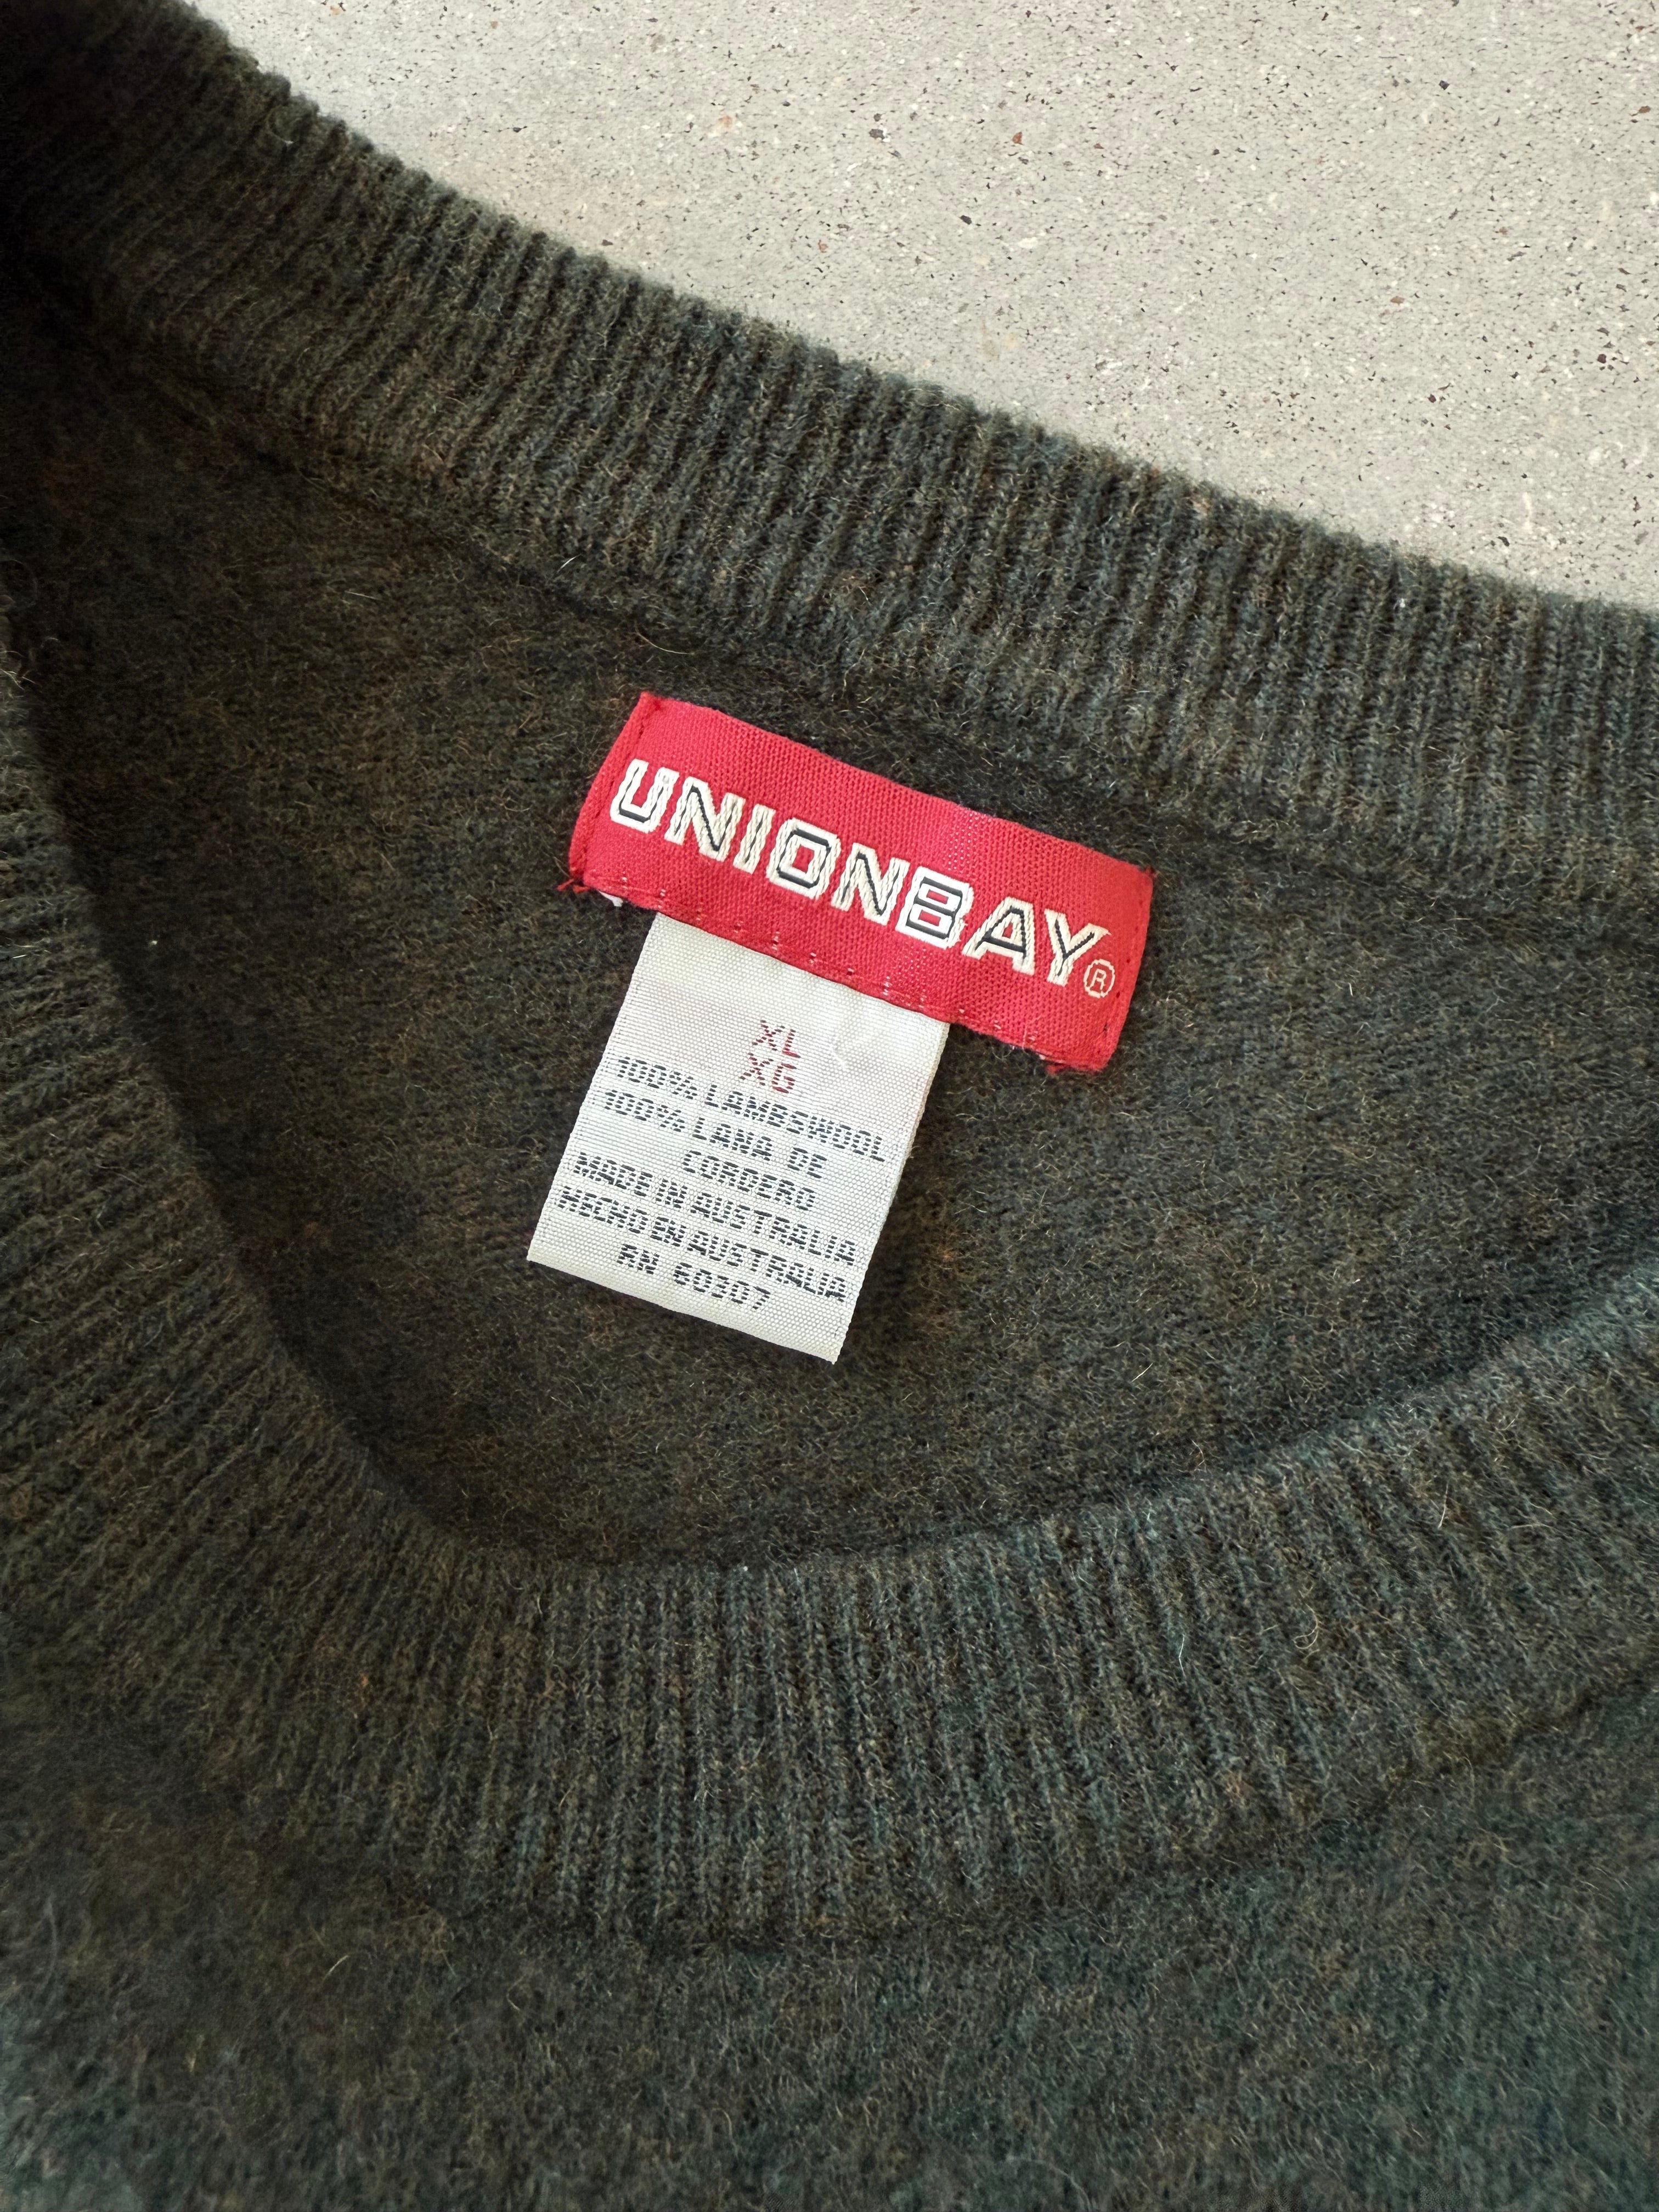 UNIONBAY®
XL
XG
100% LAMBSWOOL
100% LANA DE
CORDERO
MADE IN AUSTRALIA
HECHO EN AUSTRALIA
RN 60307